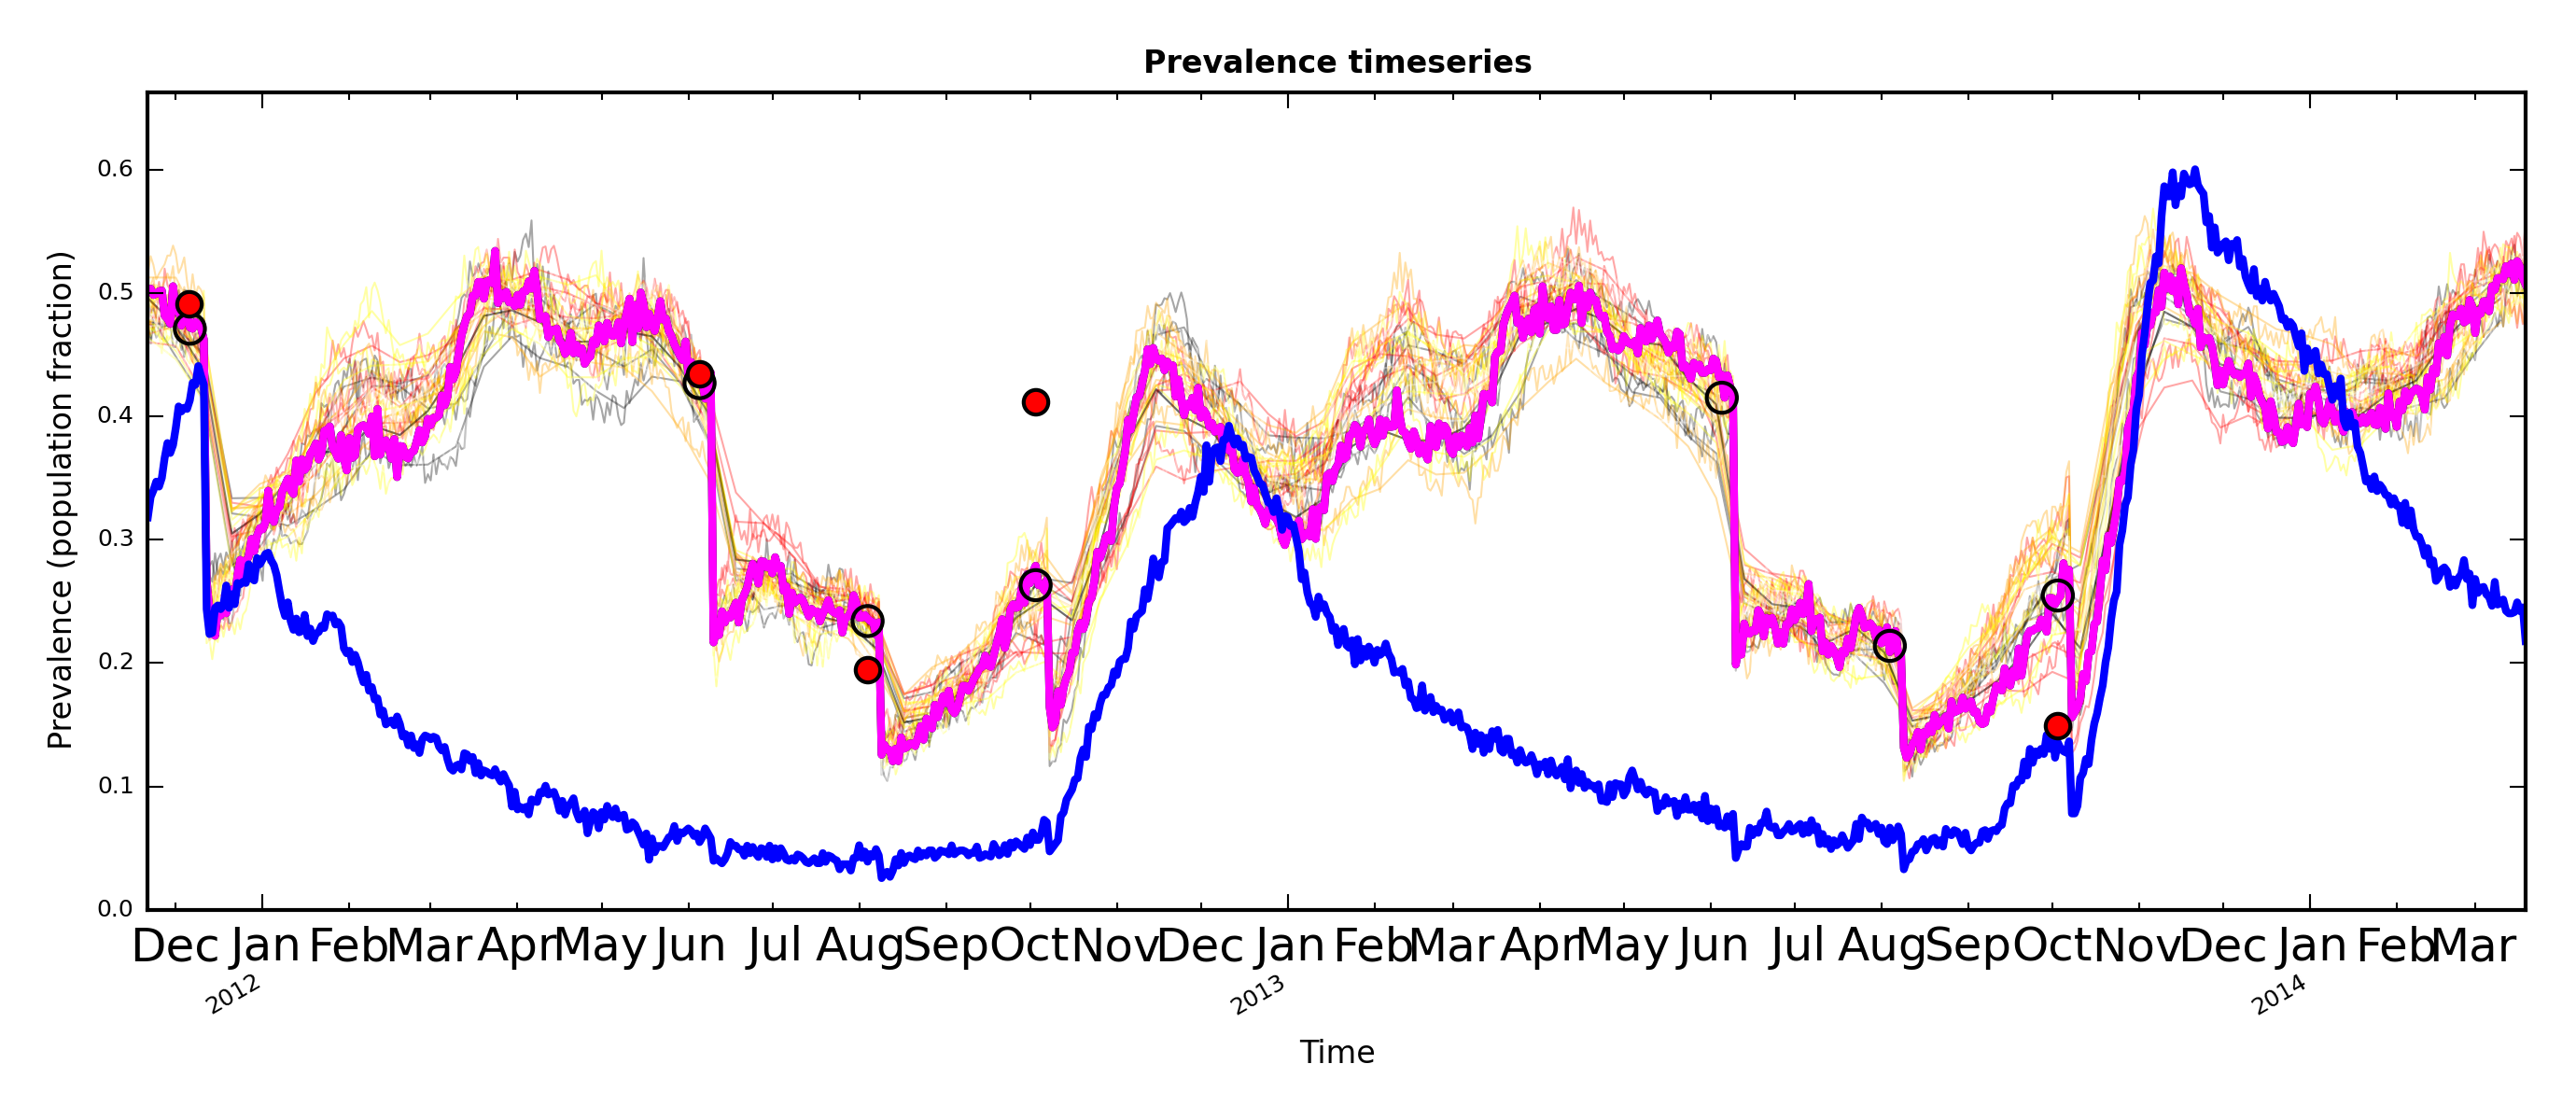 Prevalence timeseries
Prevalence (population fraction)
0.6
0.5
0.4
0.3
0.2
0.1
0.0
Dec Jan Feb Mar Apr May Jun Jul Aug Sep Oct Nov Dec Jan Feb Mar Apr May Jun Jul Aug Sep Oct Nov Dec Jan Feb Mar
2012 2013 2014
Time